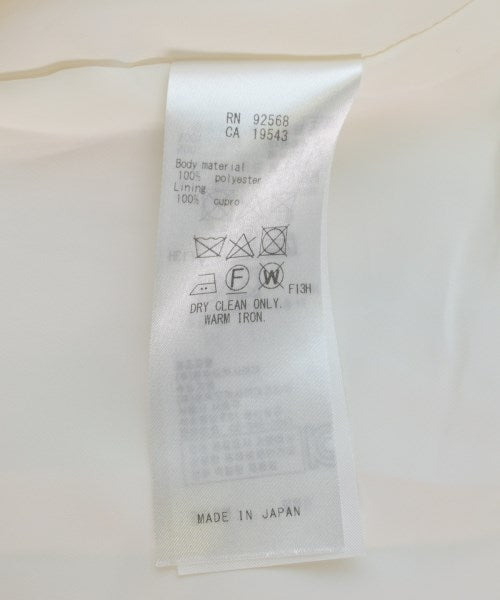 RN 92568
CA 19543
Body material
100% polyester
Lining
100% cupro
F
W
F13H
DRY CLEAN ONLY.
WARM IRON.
MADE IN JAPAN